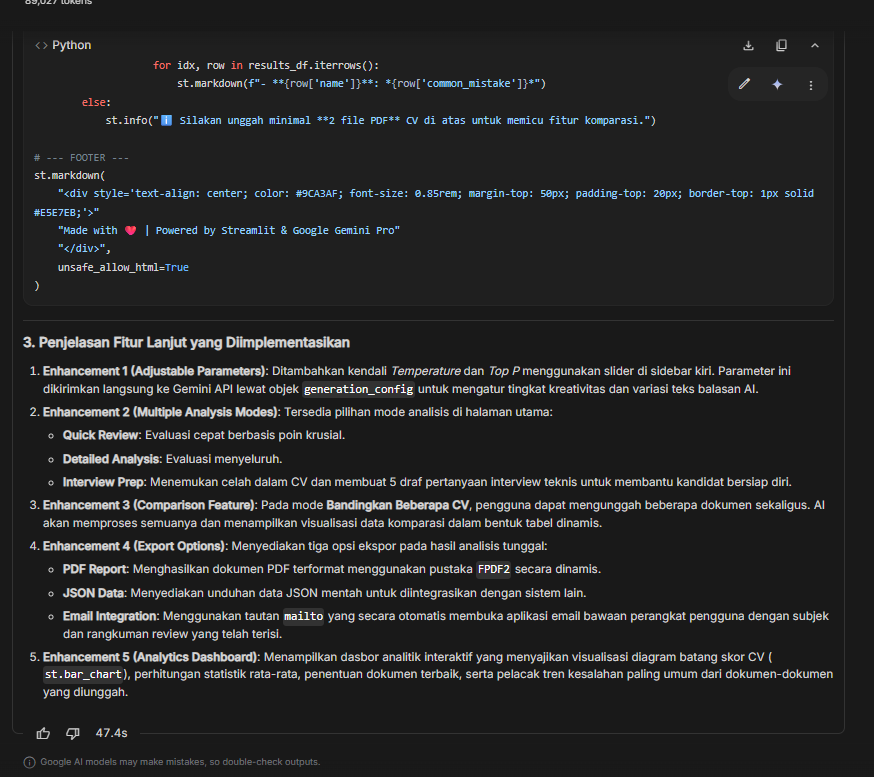 89,027 tokens
<> Python
for idx, row in results_df.iterrows():
st.markdown(f"- **{row['name']}**: *{row['common_mistake']}*")
else:
st.info("ℹ️ Silakan unggah minimal **2 file PDF** CV di atas untuk memicu fitur komparasi.")
# --- FOOTER ---
st.markdown(
"<div style='text-align: center; color: #9CA3AF; font-size: 0.85rem; margin-top: 50px; padding-top: 20px; border-top: 1px solid
#E5E7EB;'>"
"Made with ❤️ | Powered by Streamlit & Google Gemini Pro"
"</div>",
unsafe_allow_html=True
)
3. Penjelasan Fitur Lanjut yang Diimplementasikan
1. Enhancement 1 (Adjustable Parameters): Ditambahkan kendali Temperature dan Top P menggunakan slider di sidebar kiri. Parameter ini
dikirimkan langsung ke Gemini API lewat objek generation_config untuk mengatur tingkat kreativitas dan variasi teks balasan AI.
2. Enhancement 2 (Multiple Analysis Modes): Tersedia pilihan mode analisis di halaman utama:
Quick Review: Evaluasi cepat berbasis poin krusial.
Detailed Analysis: Evaluasi menyeluruh.
Interview Prep: Menemukan celah dalam CV dan membuat 5 draf pertanyaan interview teknis untuk membantu kandidat bersiap diri.
3. Enhancement 3 (Comparison Feature): Pada mode Bandingkan Beberapa CV, pengguna dapat mengunggah beberapa dokumen sekaligus. AI
akan memproses semuanya dan menampilkan visualisasi data komparasi dalam bentuk tabel dinamis.
4. Enhancement 4 (Export Options): Menyediakan tiga opsi ekspor pada hasil analisis tunggal:
PDF Report: Menghasilkan dokumen PDF terformat menggunakan pustaka FPDF2 secara dinamis.
JSON Data: Menyediakan unduhan data JSON mentah untuk diintegrasikan dengan sistem lain.
Email Integration: Menggunakan tautan mailto yang secara otomatis membuka aplikasi email bawaan perangkat pengguna dengan subjek
dan rangkuman review yang telah terisi.
5. Enhancement 5 (Analytics Dashboard): Menampilkan dasbor analitik interaktif yang menyajikan visualisasi diagram batang skor CV (
st.bar_chart), perhitungan statistik rata-rata, penentuan dokumen terbaik, serta pelacak tren kesalahan paling umum dari dokumen-dokumen
yang diunggah.
47.4s
Google AI models may make mistakes, so double-check outputs.